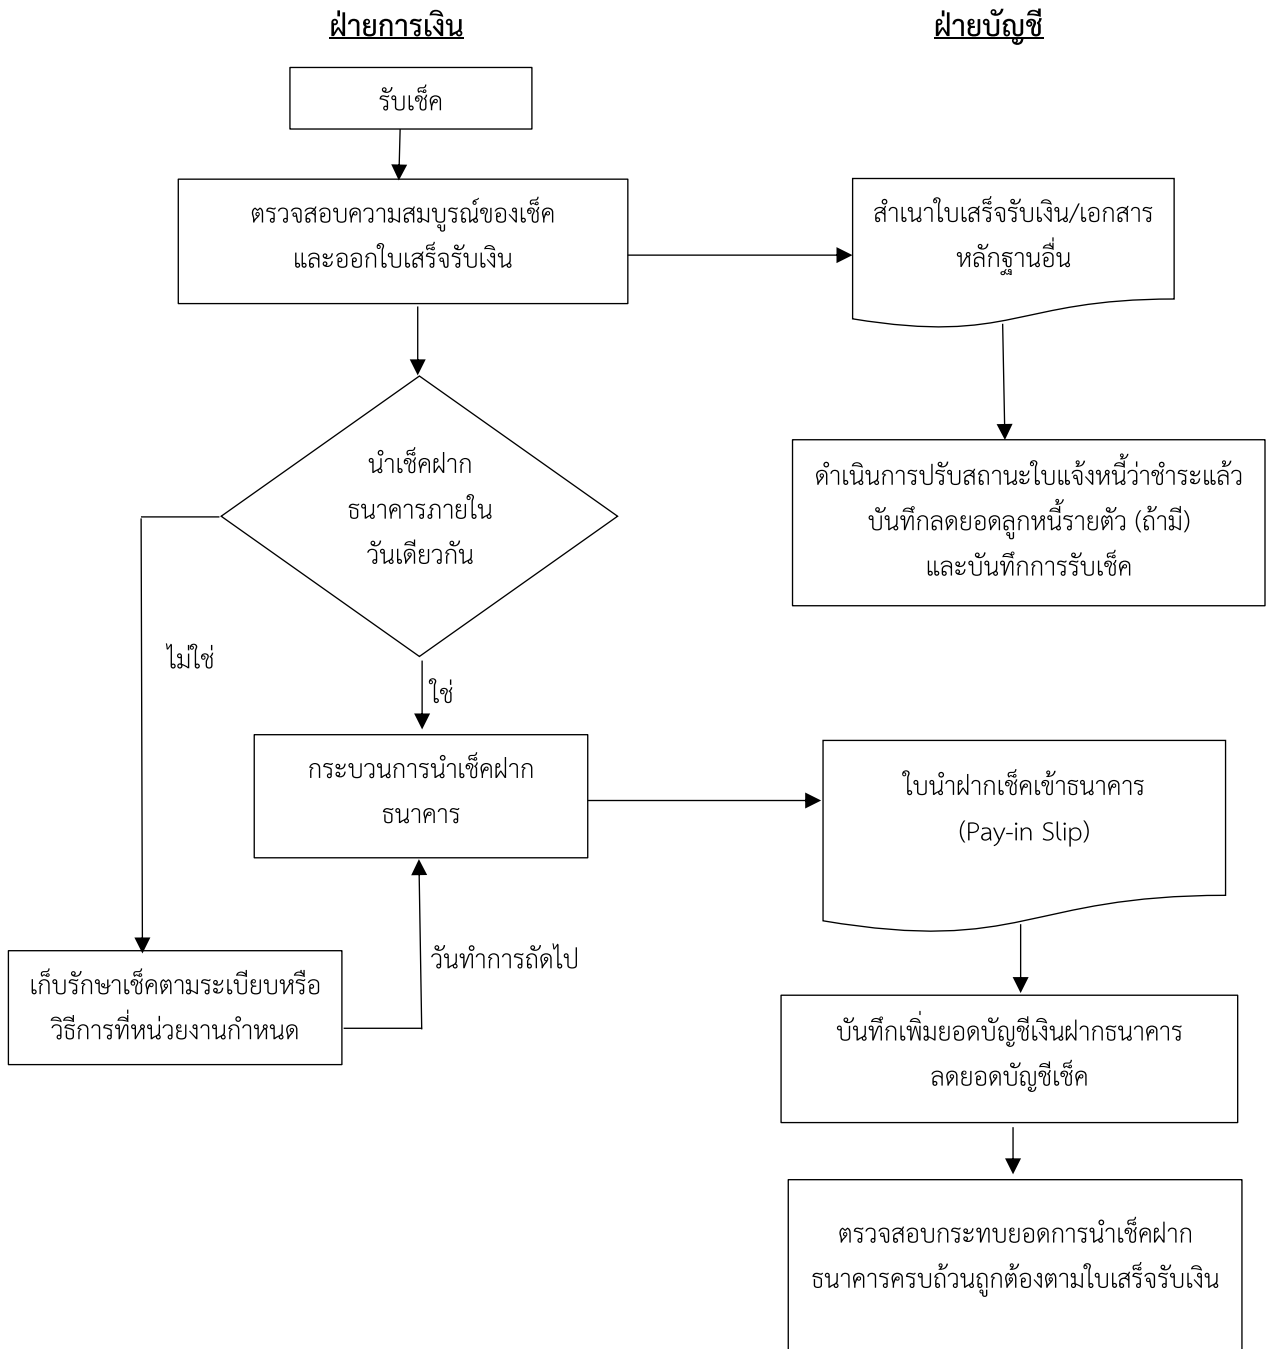 ฝ่ายการเงิน
ฝ่ายบัญชี
รับเช็ค
ตรวจสอบความสมบูรณ์ของเช็ค
และออกใบเสร็จรับเงิน
สำเนาใบเสร็จรับเงิน/เอกสาร
หลักฐานอื่น
นำเช็คฝาก
ธนาคารภายใน
วันเดียวกัน
ดำเนินการปรับสถานะใบแจ้งหนี้ว่าชำระแล้ว
บันทึกลดยอดลูกหนี้รายตัว (ถ้ามี)
และบันทึกการรับเช็ค
ไม่ใช่
ใช่
กระบวนการนำเช็คฝาก
ธนาคาร
ใบนำฝากเช็คเข้าธนาคาร
(Pay-in Slip)
วันทำการถัดไป
เก็บรักษาเช็คตามระเบียบหรือ
วิธีการที่หน่วยงานกำหนด
บันทึกเพิ่มยอดบัญชีเงินฝากธนาคาร
ลดยอดบัญชีเช็ค
ตรวจสอบกระทบยอดการนำเช็คฝาก
ธนาคารครบถ้วนถูกต้องตามใบเสร็จรับเงิน